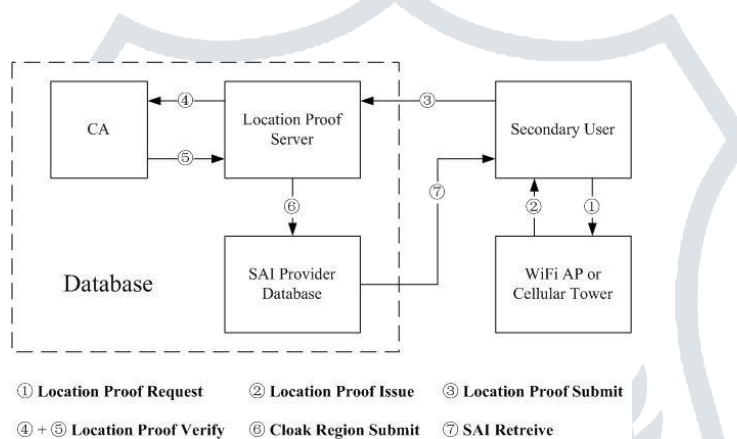 CA
④
⑤
Location Proof
Server
③
Secondary User
⑥
⑦
②
①
Database
SAI Provider
Database
WiFi AP or
Cellular Tower
① Location Proof Request ② Location Proof Issue ③ Location Proof Submit
④ + ⑤ Location Proof Verify ⑥ Cloak Region Submit ⑦ SAI Retreive